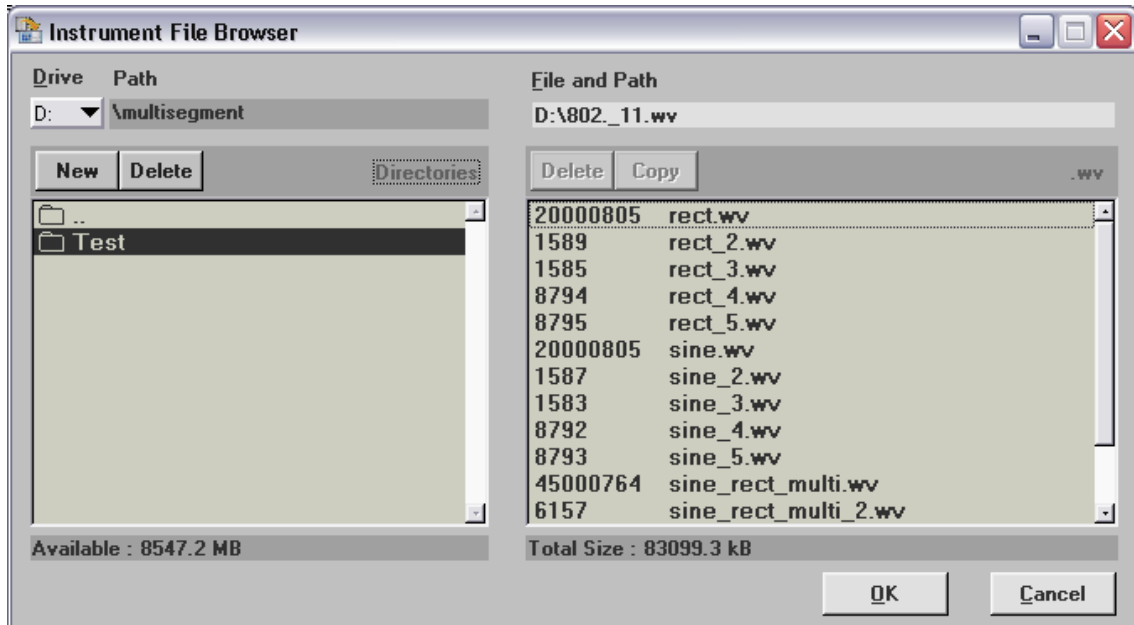 Instrument File Browser
Drive Path
D: \multisegment
New Delete Directories
..
Test
Available : 8547.2 MB
File and Path
D:\802._11.wv
Delete Copy .wv
20000805 rect.wv
1589 rect_2.wv
1585 rect_3.wv
8794 rect_4.wv
8795 rect_5.wv
20000805 sine.wv
1587 sine_2.wv
1583 sine_3.wv
8792 sine_4.wv
8793 sine_5.wv
45000764 sine_rect_multi.wv
6157 sine_rect_multi_2.wv
Total Size : 83099.3 kB
OK Cancel